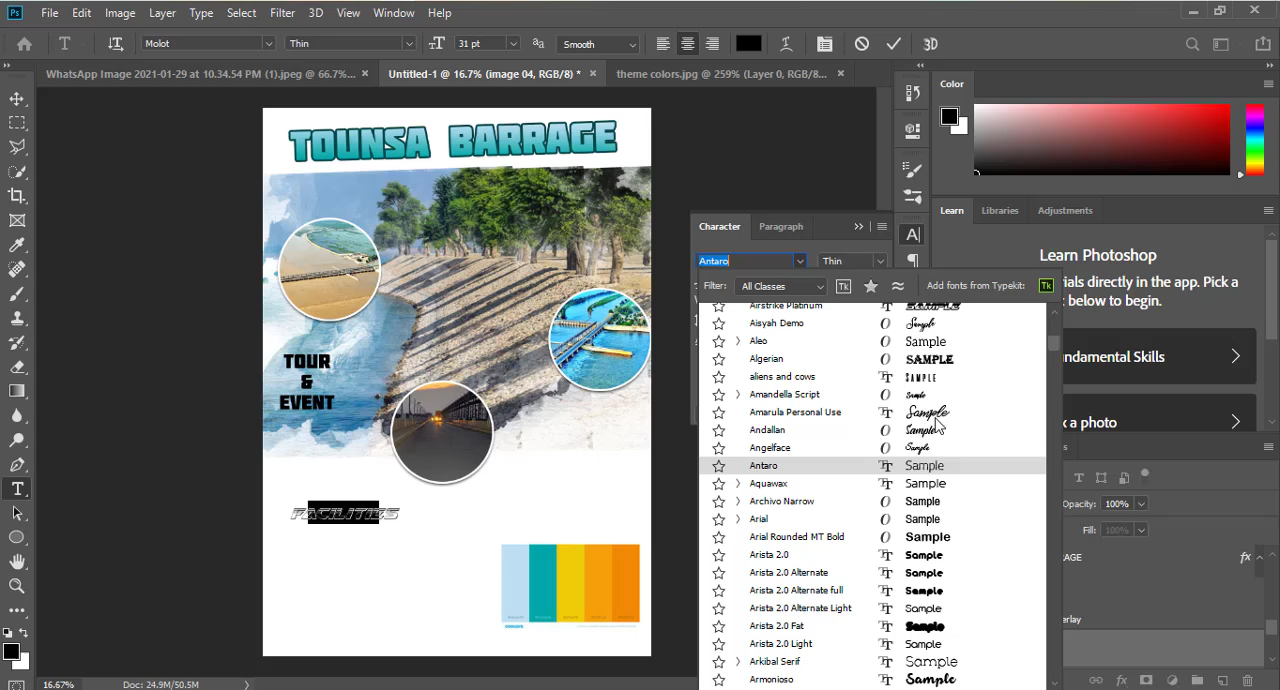 Ps File Edit Image Layer Type Select Filter 3D View Window Help
T Molot Thin 31 pt Smooth 3D
WhatsApp Image 2021-01-29 at 10.34.54 PM (1).jpeg @ 66.7%... × Untitled-1 @ 16.7% (image 04, RGB/8) * × theme colors.jpg @ 259% (Layer 0, RGB/8... ×
Color
TOUNSA BARRAGE
TOUR
&
EVENT
FACILITIES
Character Paragraph
Antaro Thin
Filter: All Classes Tk Add fonts from Typekit: Tk
Airstrike Platinum SAMPLE
Aisyah Demo Sample
Aleo Sample
Algerian SAMPLE
aliens and cows SAMPLE
Amandella Script Sample
Amarula Personal Use Sample
Andallan Sample
Angelface Sample
Antaro Sample
Aquawax Sample
Archivo Narrow Sample
Arial Sample
Arial Rounded MT Bold Sample
Arista 2.0 Sample
Arista 2.0 Alternate Sample
Arista 2.0 Alternate full Sample
Arista 2.0 Alternate Light Sample
Arista 2.0 Fat Sample
Arista 2.0 Light Sample
Arkibal Serif Sample
Armonioso Sample
Learn Libraries Adjustments
Learn Photoshop
rials directly in the app. Pick a
k below to begin.
undamental Skills
k a photo
Opacity: 100%
Fill: 100%
AGE fx
erlay
16.67% Doc: 24.9M/50.5M